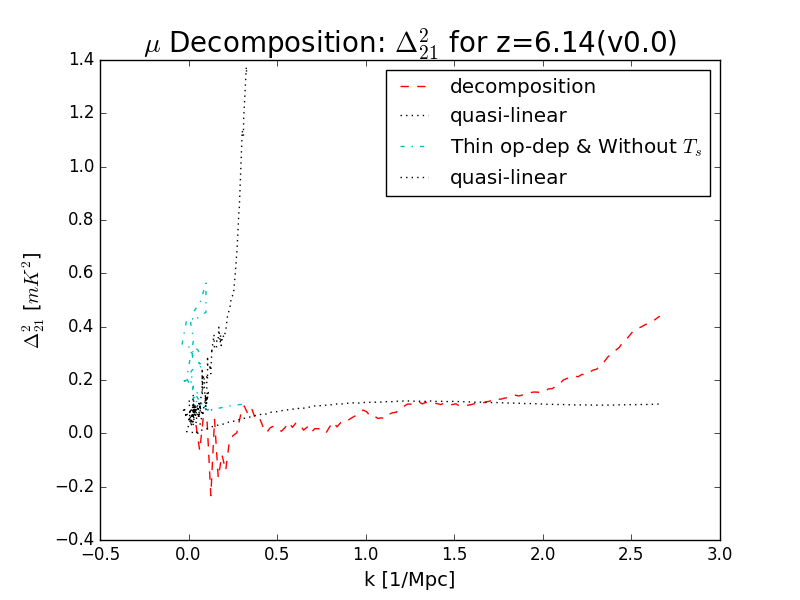 μ Decomposition: Δ²₂₁ for z=6.14(v0.0)
1.4
1.2
1.0
0.8
0.6
0.4
0.2
0.0
−0.2
−0.4
Δ²₂₁ [mK⁻²]
decomposition
quasi-linear
Thin op-dep & Without Tₛ
quasi-linear
−0.5 0.0 0.5 1.0 1.5 2.0 2.5 3.0
k [1/Mpc]